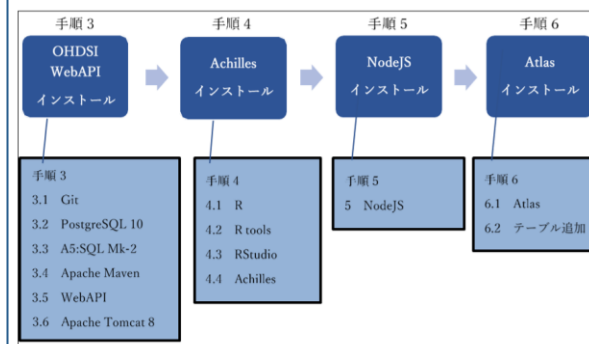 手順 3
手順 4
手順 5
手順 6
OHDSI
WebAPI
インストール
Achilles
インストール
NodeJS
インストール
Atlas
インストール
手順 3
3.1 Git
3.2 PostgreSQL 10
3.3 A5:SQL Mk-2
3.4 Apache Maven
3.5 WebAPI
3.6 Apache Tomcat 8
手順 4
4.1 R
4.2 R tools
4.3 RStudio
4.4 Achilles
手順 5
5 NodeJS
手順 6
6.1 Atlas
6.2 テーブル追加